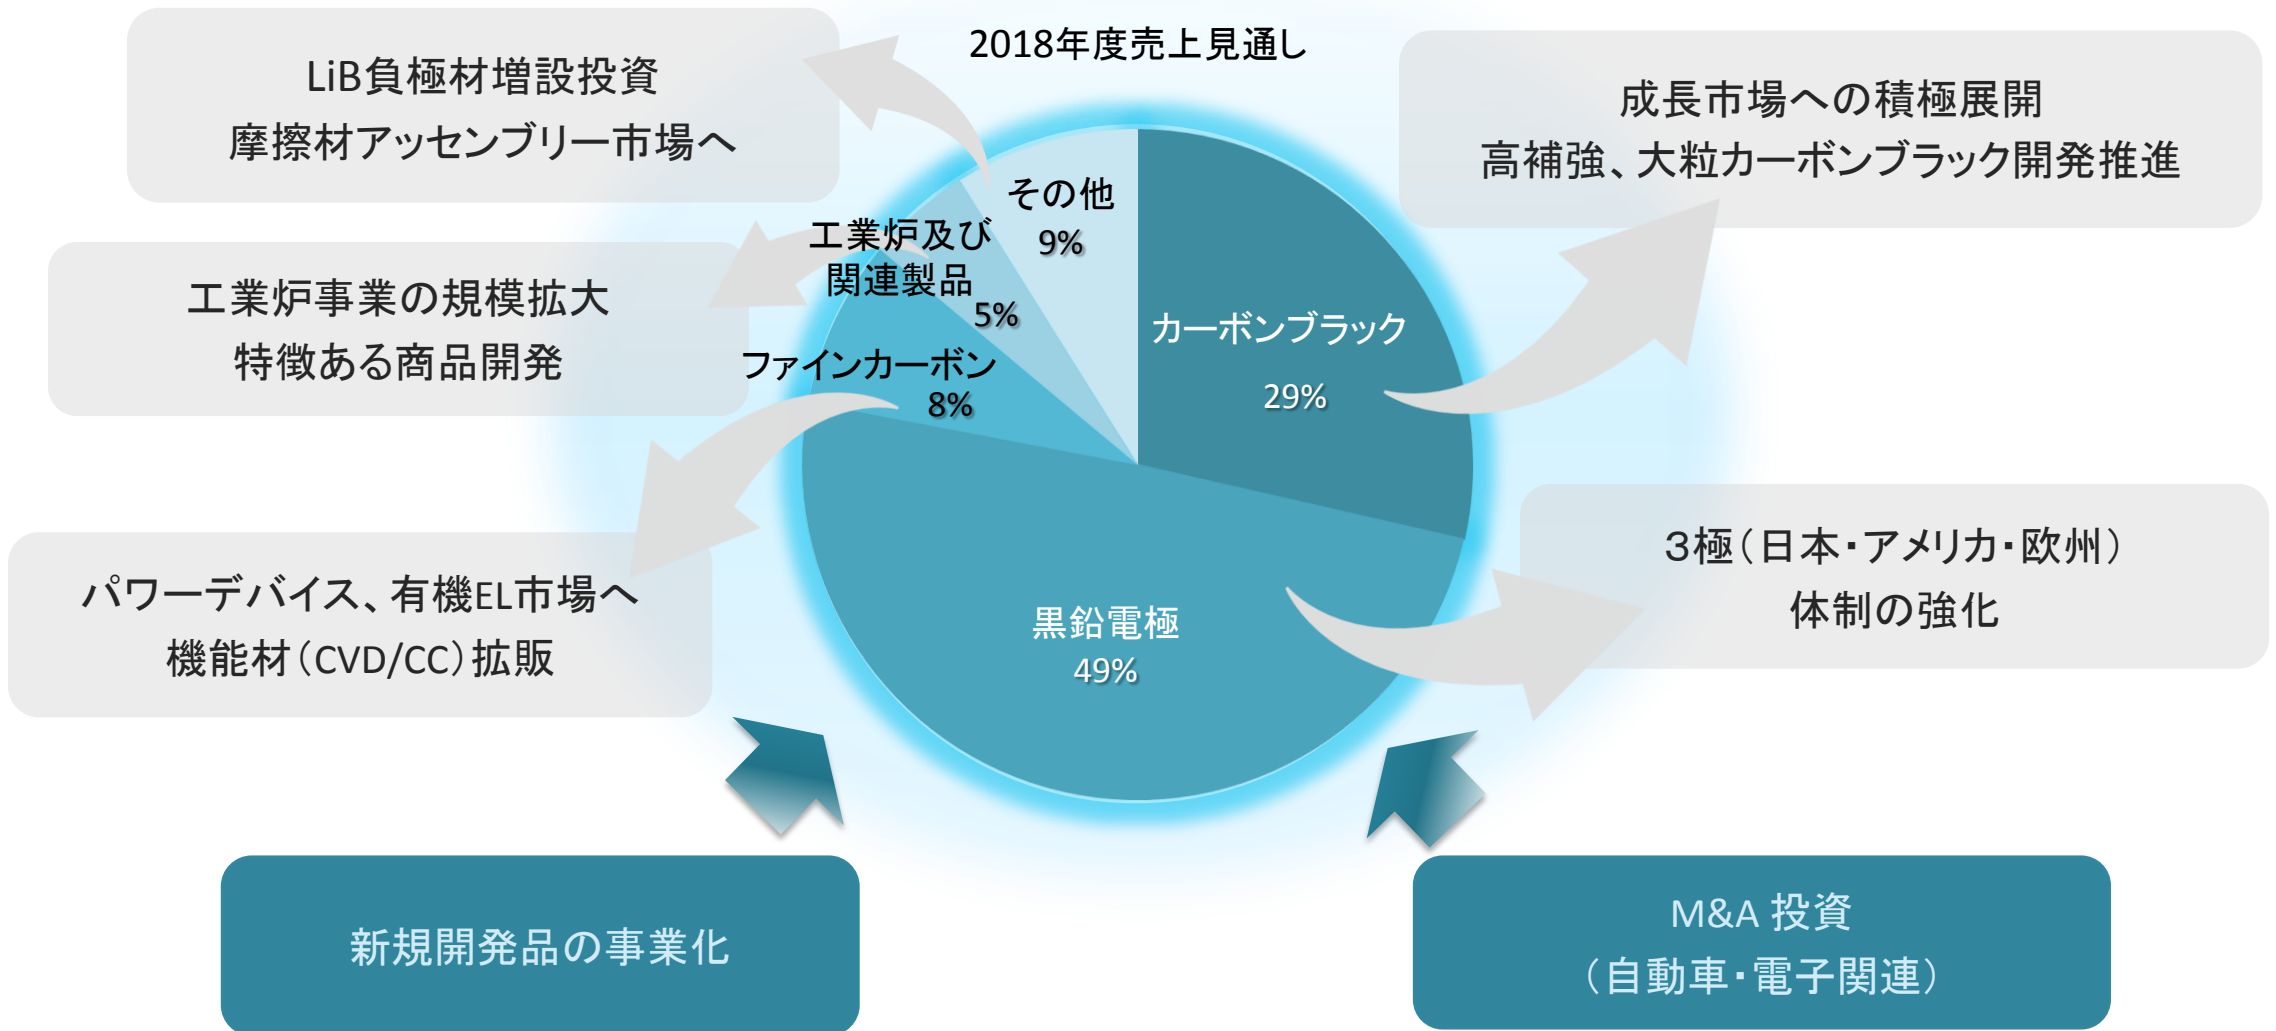 2018年度売上見通し
LiB負極材増設投資
摩擦材アッセンブリー市場へ
成長市場への積極展開
高補強、大粒カーボンブラック開発推進
その他
9%
工業炉及び
関連製品
5%
工業炉事業の規模拡大
特徴ある商品開発
カーボンブラック
29%
ファインカーボン
8%
パワーデバイス、有機EL市場へ
機能材（CVD/CC）拡販
黒鉛電極
49%
３極（日本・アメリカ・欧州）
体制の強化
新規開発品の事業化
M&A 投資
（自動車・電子関連）